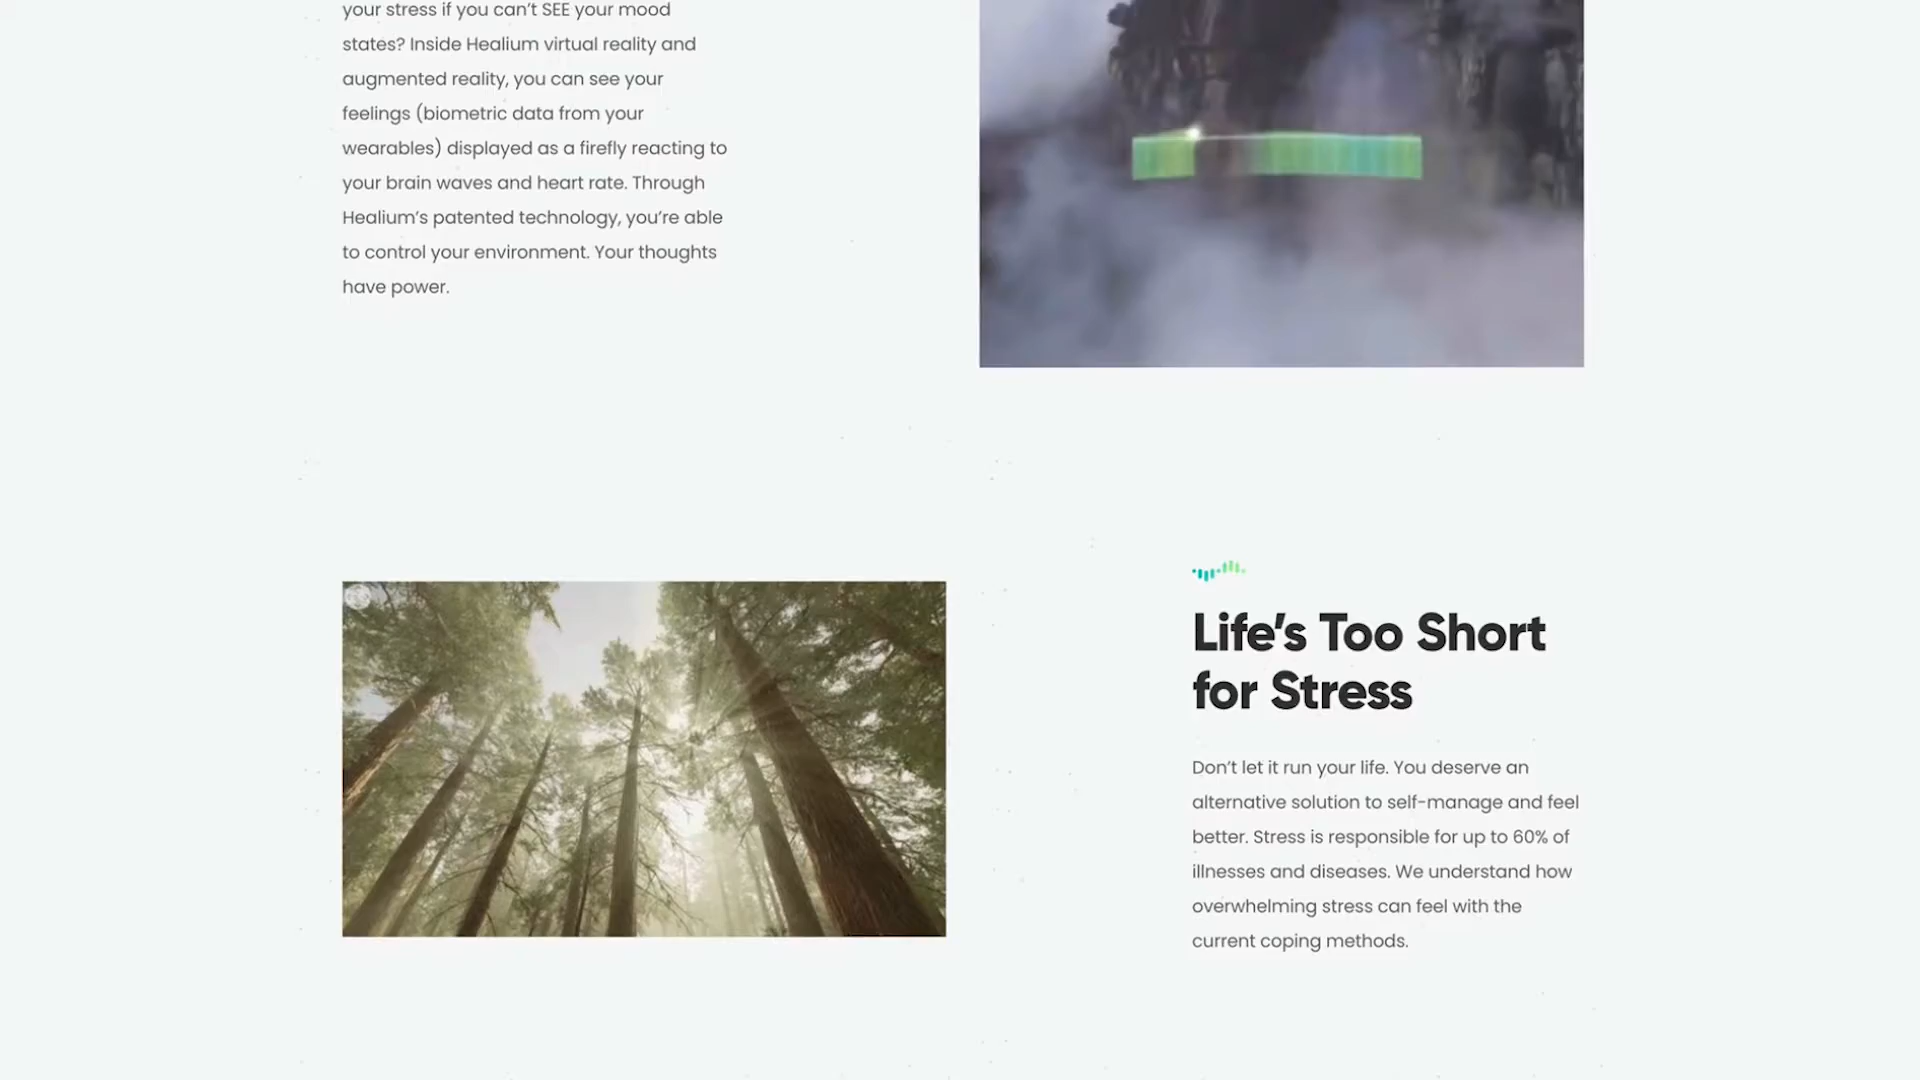 your stress if you can't SEE your mood
states? Inside Healium virtual reality and
augmented reality, you can see your
feelings (biometric data from your
wearables) displayed as a firefly reacting to
your brain waves and heart rate. Through
Healium's patented technology, you're able
to control your environment. Your thoughts
have power.
Life's Too Short
for Stress
Don't let it run your life. You deserve an
alternative solution to self-manage and feel
better. Stress is responsible for up to 60% of
illnesses and diseases. We understand how
overwhelming stress can feel with the
current coping methods.